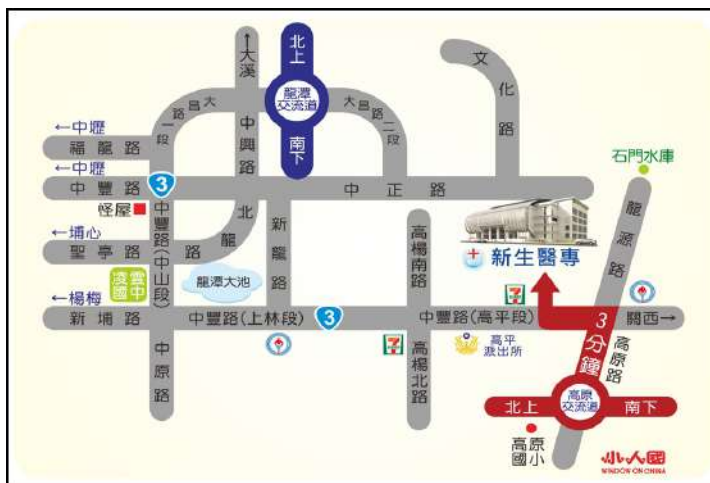 北上
龍潭
交流道
南下
←大溪
中興路
大昌路一段
大昌路二段
文化路
←中壢
福龍路
←中壢
中豐路
3
中正路
石門水庫
龍源路
怪屋
中豐路(中山段)
←埔心
聖亭路
北龍路
新龍路
凌雲
國中
龍潭大池
高楊南路
新生醫專
←楊梅
新埔路
中豐路(上林段)
3
中豐路(高平段)
關西→
3分鐘
高原路
中原路
高平
派出所
高楊北路
北上
高原
交流道
南下
高原
國小
小人國
WINDOW ON CHINA